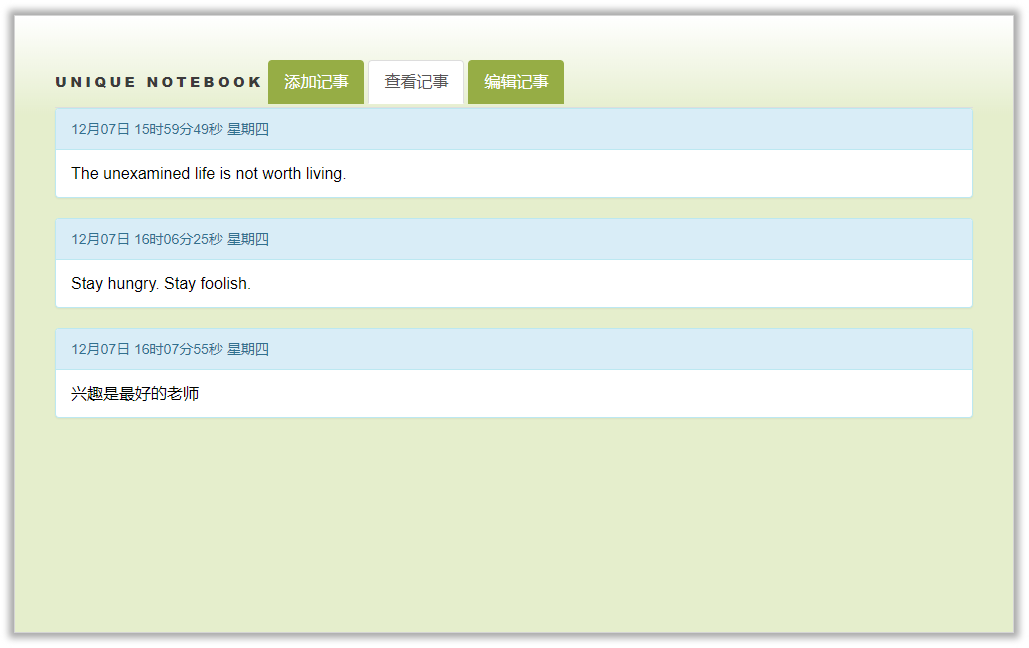 UNIQUE NOTEBOOK 添加记事 查看记事 编辑记事
12月07日 15时59分49秒 星期四
The unexamined life is not worth living.
12月07日 16时06分25秒 星期四
Stay hungry. Stay foolish.
12月07日 16时07分55秒 星期四
兴趣是最好的老师